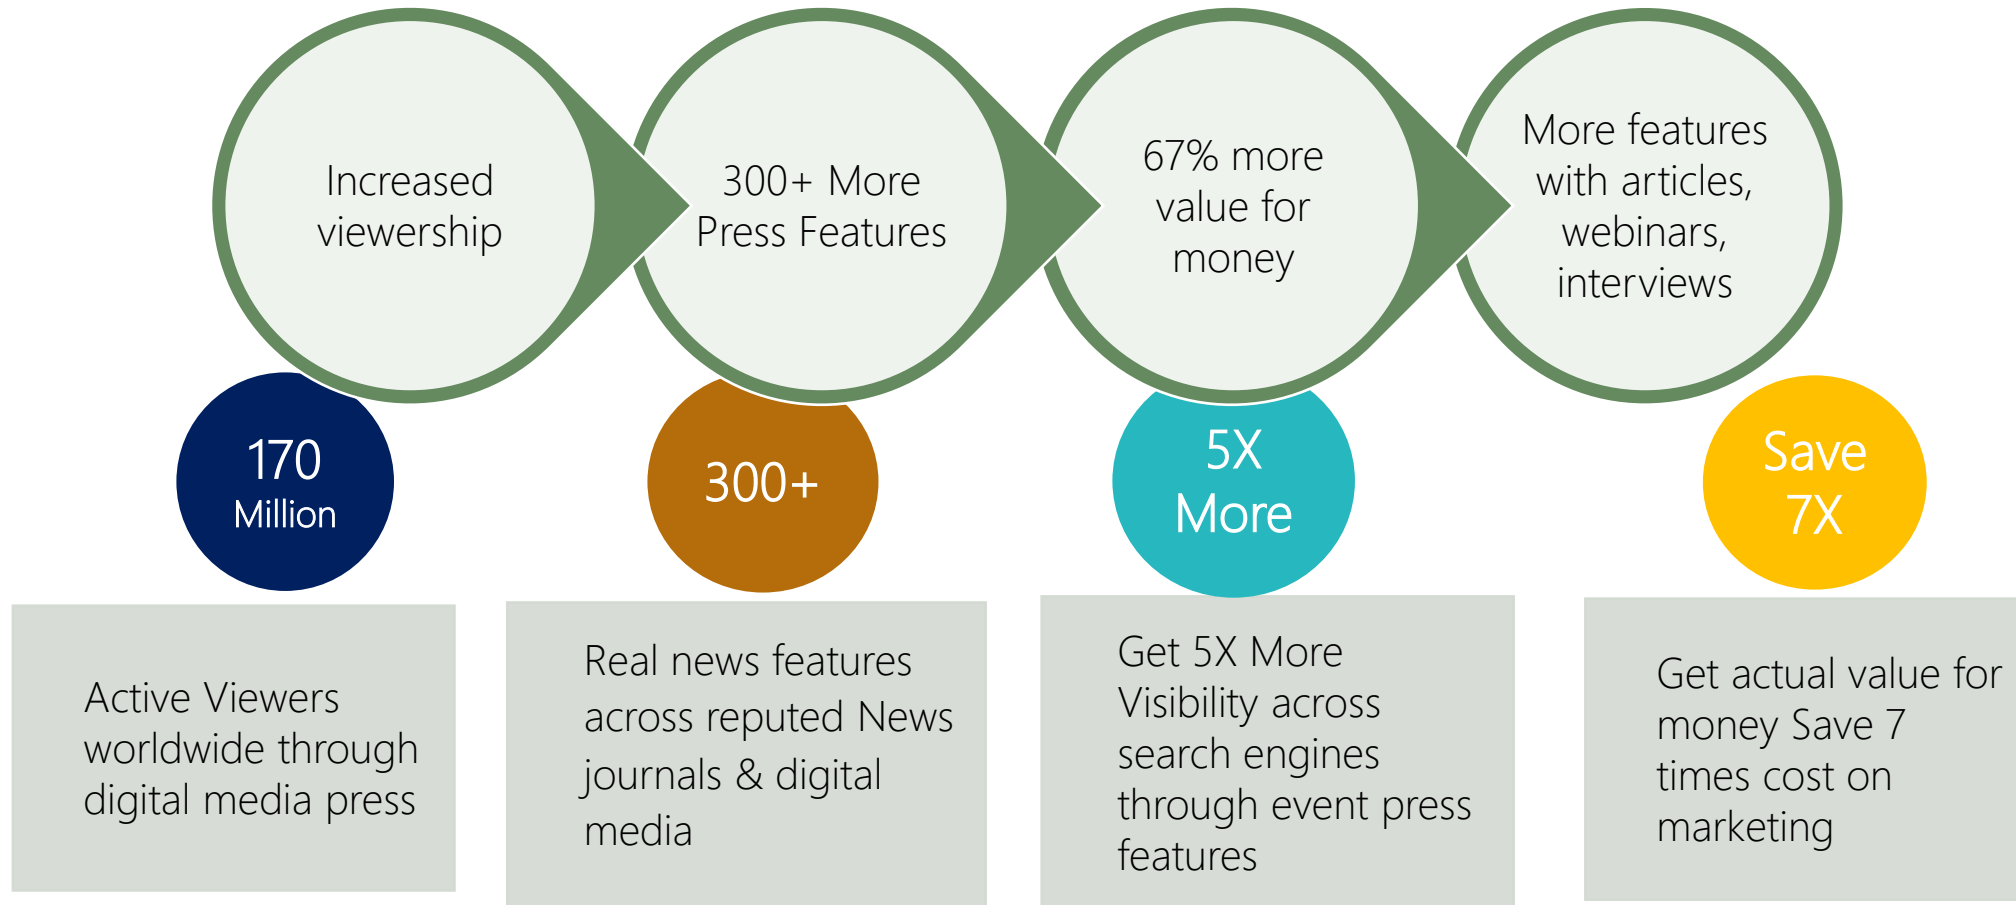 Increased
viewership
300+ More
Press Features
67% more
value for
money
More features
with articles,
webinars,
interviews
170
Million
300+
5X
More
Save
7X
Active Viewers
worldwide through
digital media press
Real news features
across reputed News
journals & digital
media
Get 5X More
Visibility across
search engines
through event press
features
Get actual value for
money Save 7
times cost on
marketing